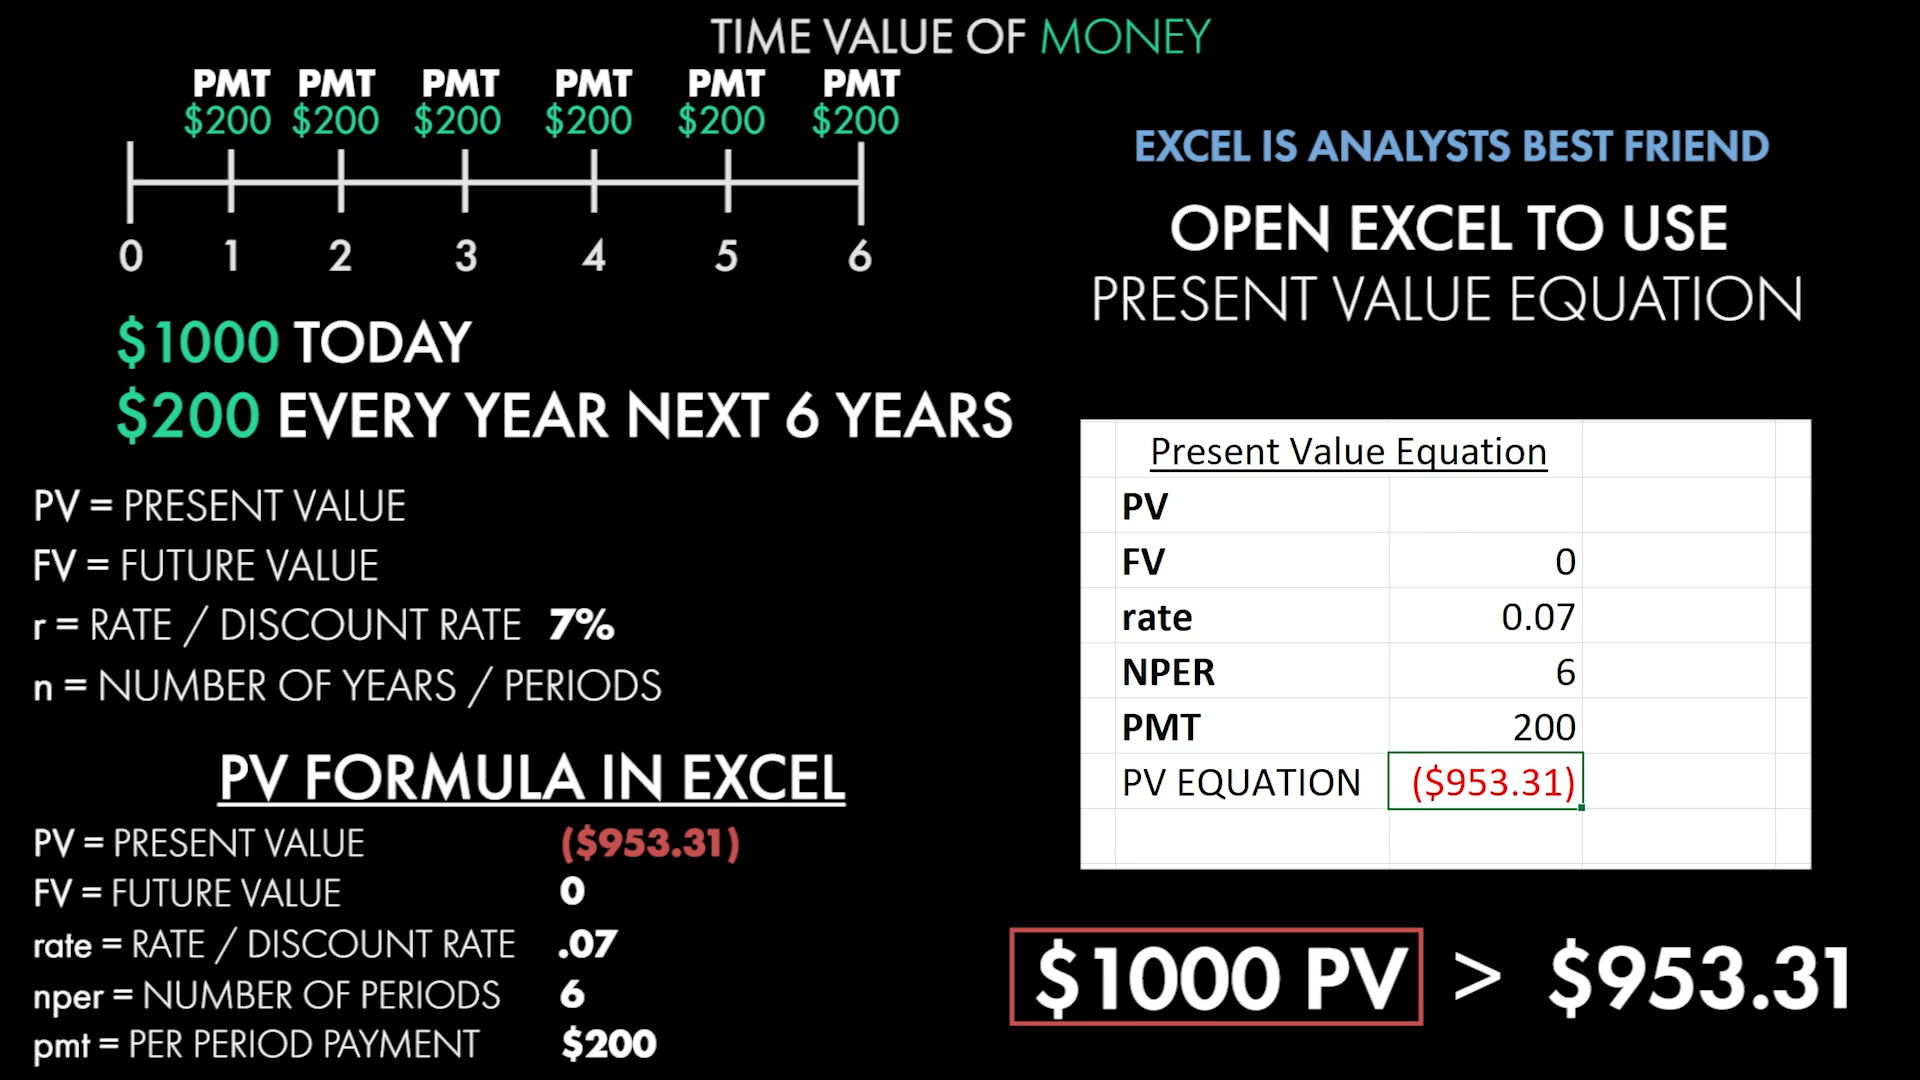 TIME VALUE OF MONEY
PMT PMT PMT PMT PMT PMT
$200 $200 $200 $200 $200 $200
0 1 2 3 4 5 6
$1000 TODAY
$200 EVERY YEAR NEXT 6 YEARS
PV = PRESENT VALUE
FV = FUTURE VALUE
r = RATE / DISCOUNT RATE 7%
n = NUMBER OF YEARS / PERIODS
PV FORMULA IN EXCEL
PV = PRESENT VALUE ($953.31)
FV = FUTURE VALUE 0
rate = RATE / DISCOUNT RATE .07
nper = NUMBER OF PERIODS 6
pmt = PER PERIOD PAYMENT $200
EXCEL IS ANALYSTS BEST FRIEND
OPEN EXCEL TO USE
PRESENT VALUE EQUATION
Present Value Equation
PV
FV 0
rate 0.07
NPER 6
PMT 200
PV EQUATION ($953.31)
$1000 PV > $953.31